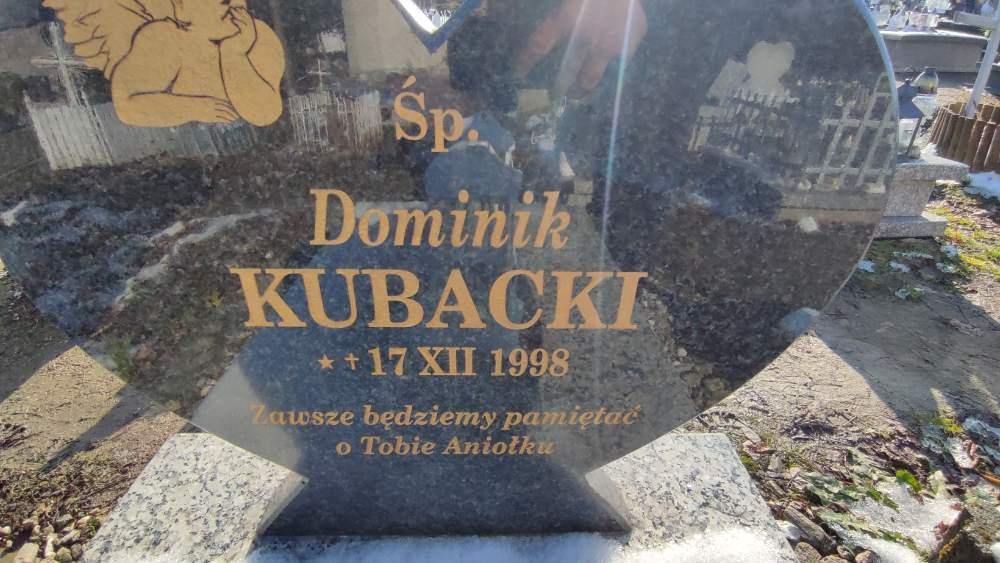 Śp.
Dominik
KUBACKI
★ ✝ 17 XII 1998
Zawsze będziemy pamiętać
o Tobie Aniołku